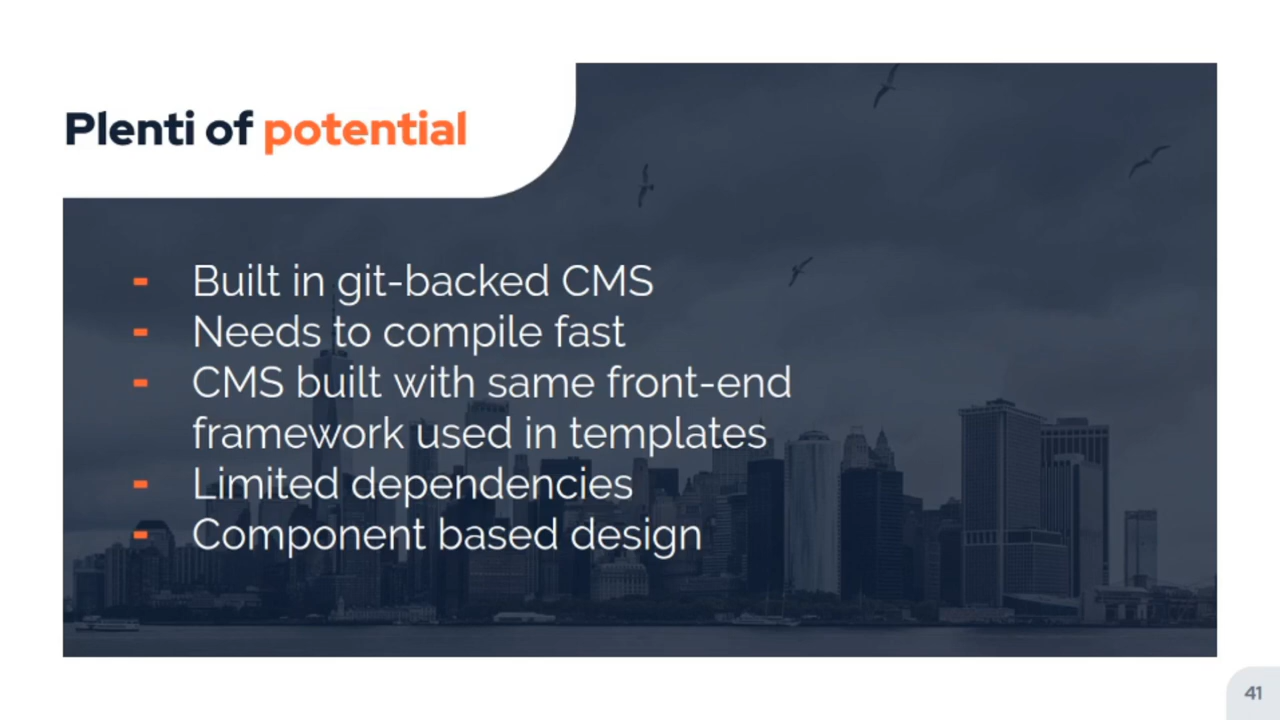 Plenti of potential
- Built in git-backed CMS
- Needs to compile fast
- CMS built with same front-end
framework used in templates
- Limited dependencies
- Component based design
41